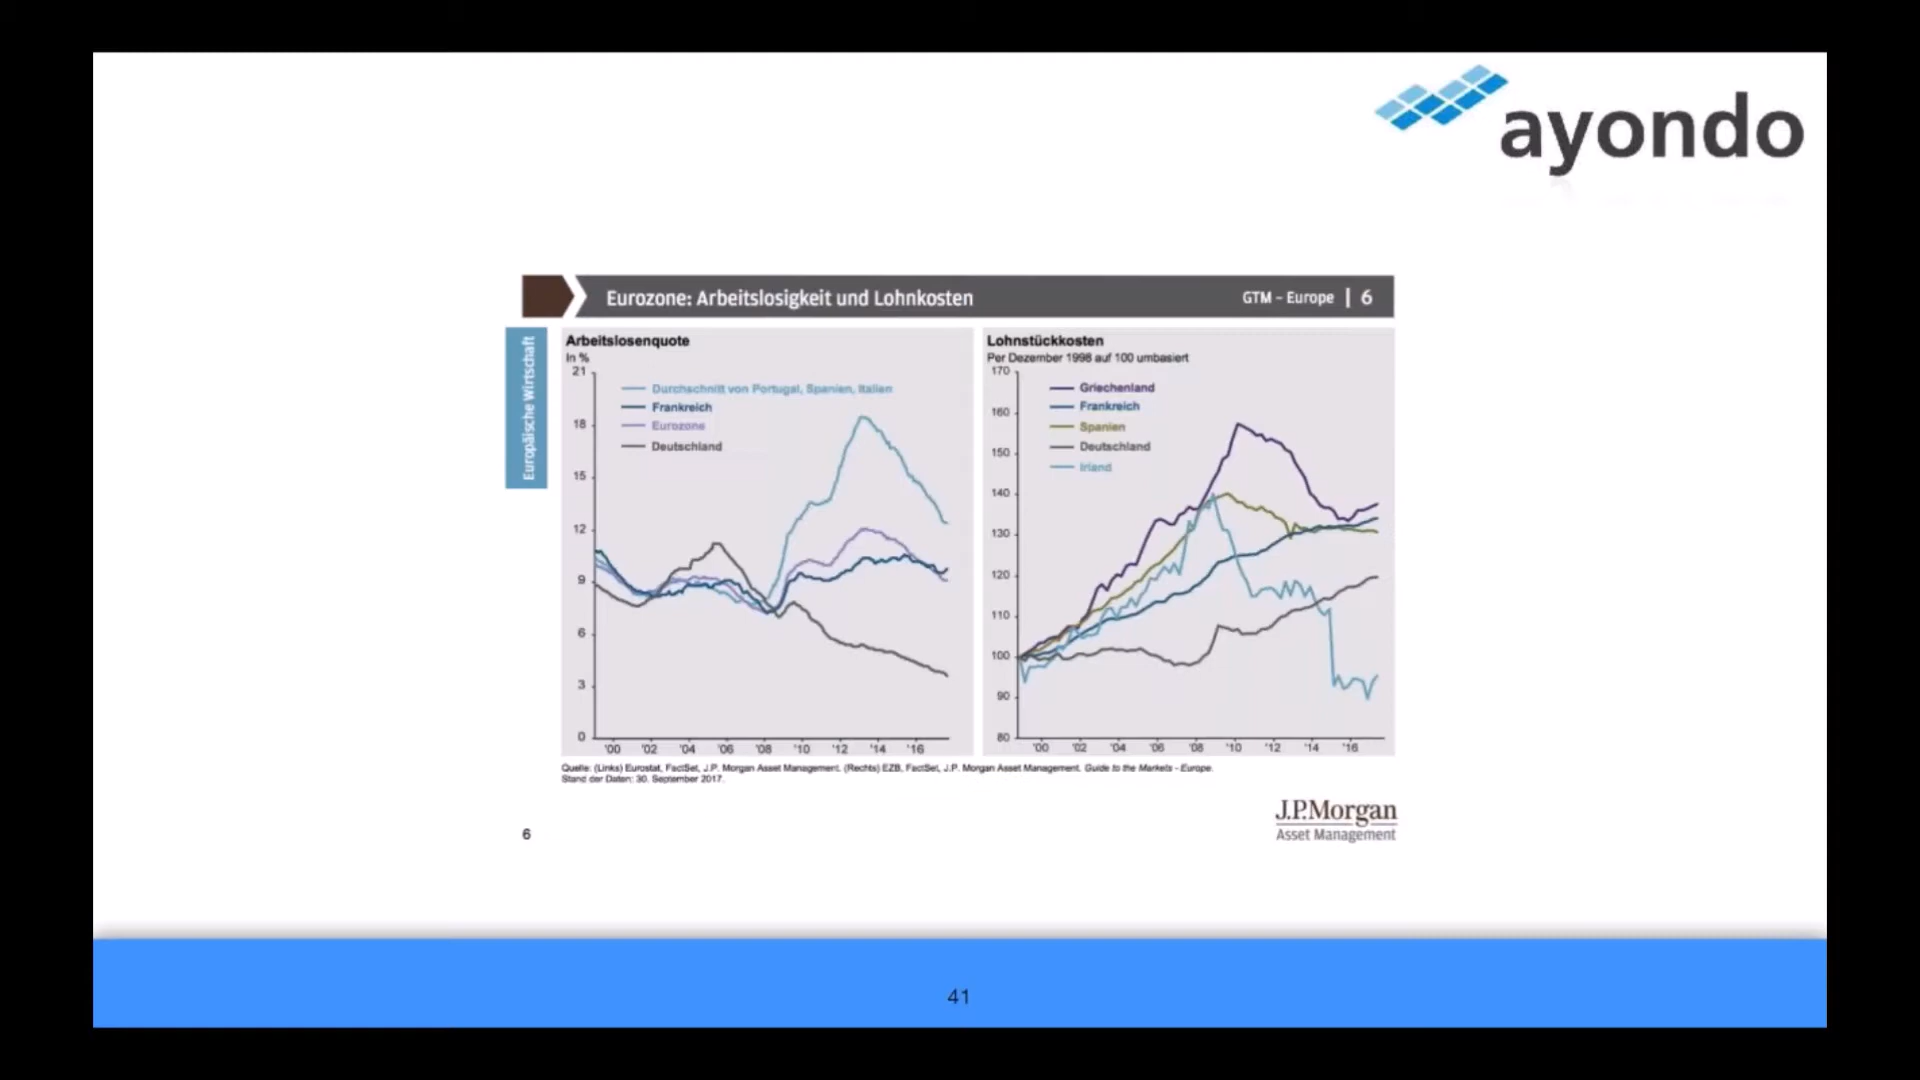 ayondo
Eurozone: Arbeitslosigkeit und Lohnkosten
GTM – Europe | 6
Europäische Wirtschaft
Arbeitslosenquote
In %
21
18
15
12
9
6
3
0
Durchschnitt von Portugal, Spanien, Italien
Frankreich
Eurozone
Deutschland
'00 '02 '04 '06 '08 '10 '12 '14 '16
Lohnstückkosten
Per Dezember 1998 auf 100 umbasiert
170
160
150
140
130
120
110
100
90
80
Griechenland
Frankreich
Spanien
Deutschland
Irland
'00 '02 '04 '06 '08 '10 '12 '14 '16
Quelle: (Links) Eurostat, FactSet, J.P. Morgan Asset Management. (Rechts) EZB, FactSet, J.P. Morgan Asset Management. Guide to the Markets - Europe.
Stand der Daten: 30. September 2017.
6
J.P.Morgan
Asset Management
41